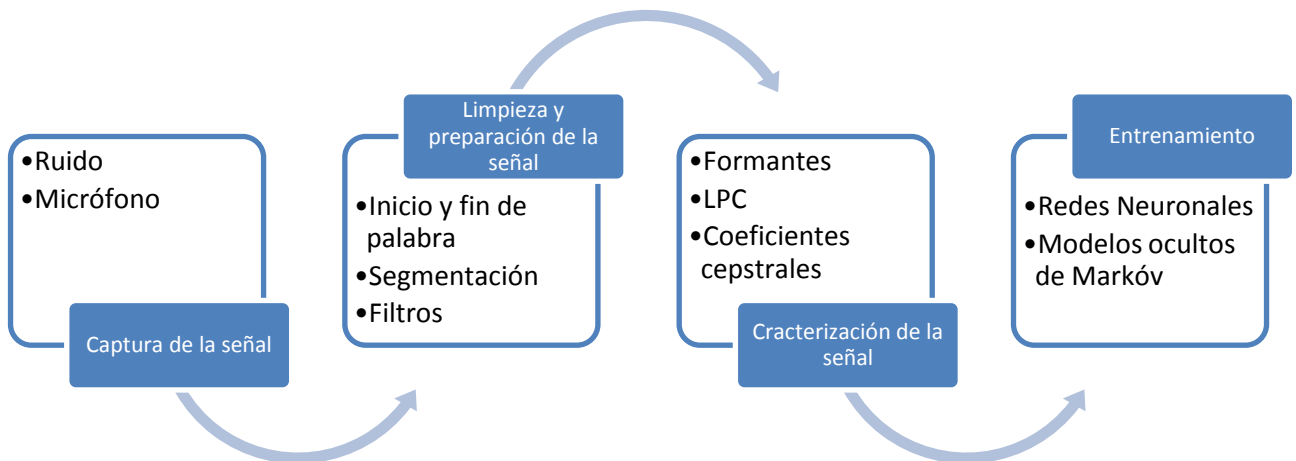 •Ruido
•Micrófono
Captura de la señal
Limpieza y
preparación de la
señal
•Inicio y fin de
palabra
•Segmentación
•Filtros
•Formantes
•LPC
•Coeficientes
cepstrales
Cracterización de la
señal
Entrenamiento
•Redes Neuronales
•Modelos ocultos
de Markóv